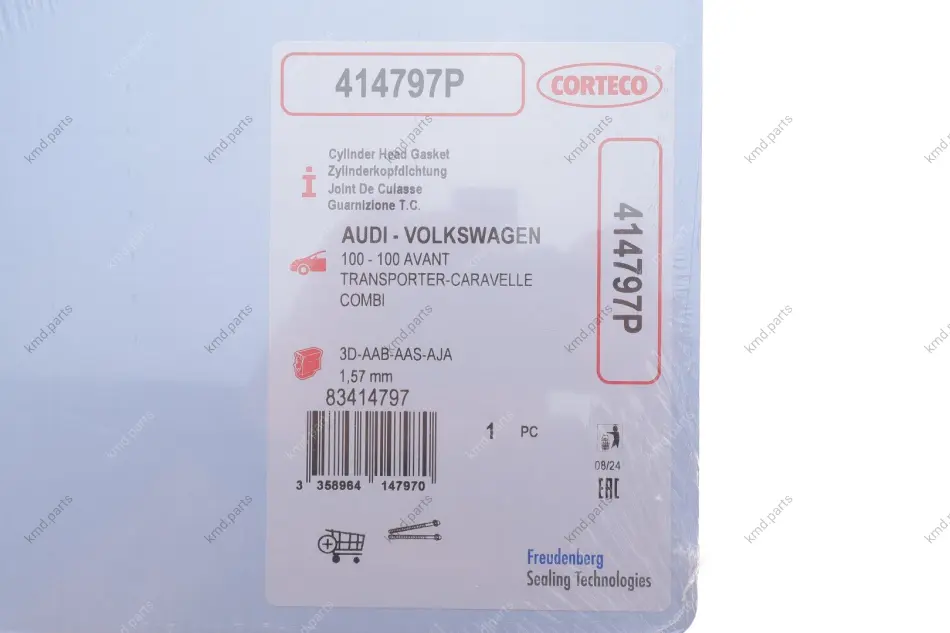 414797P
CORTECO
Cylinder Head Gasket
Zylinderkopfdichtung
Joint De Culasse
Guarnizione T.C.
414797P
AUDI - VOLKSWAGEN
100 - 100 AVANT
TRANSPORTER-CARAVELLE
COMBI
3D-AAB-AAS-AJA
1,57 mm
83414797
1 PC
3 358964 147970
08/24
EAC
Freudenberg
Sealing Technologies
kmd.parts